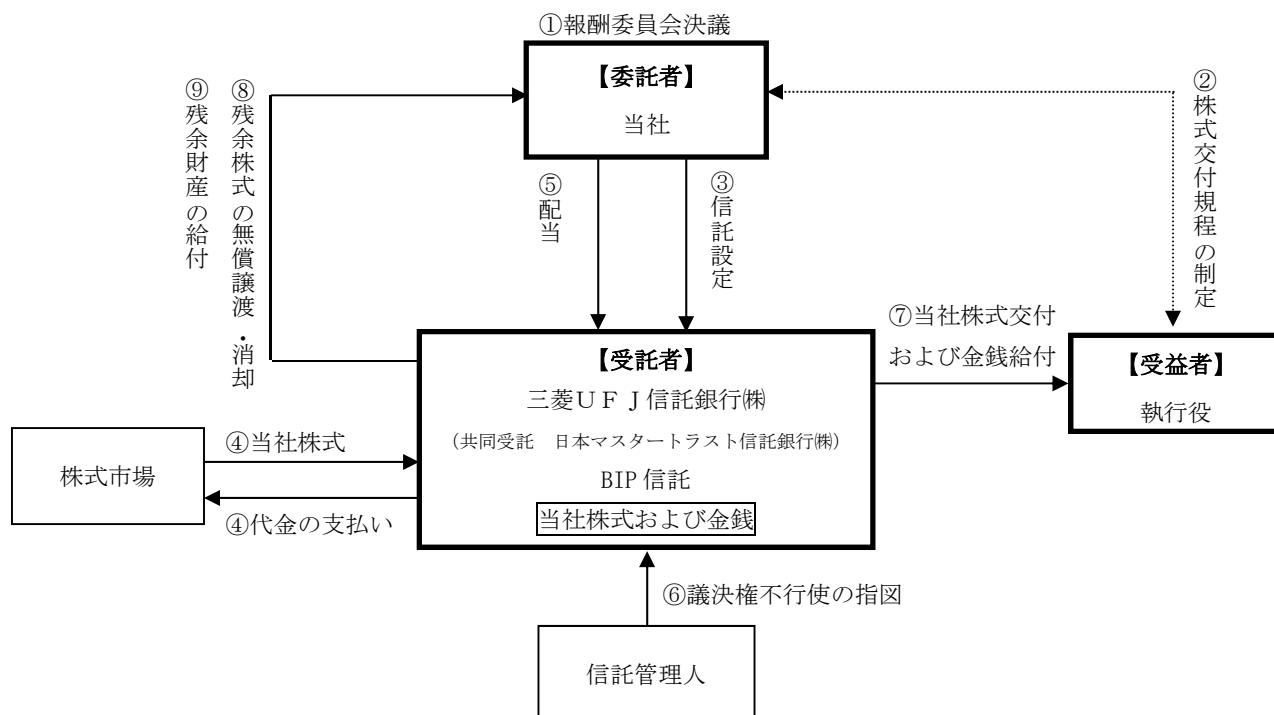 ①報酬委員会決議
【委託者】
当社
⑨残余財産の給付
⑧残余株式の無償譲渡・消却
⑤配当
③信託設定
②株式交付規程の制定
【受託者】
三菱ＵＦＪ信託銀行㈱
（共同受託　日本マスタートラスト信託銀行㈱）
BIP信託
当社株式および金銭
⑦当社株式交付
および金銭給付
【受益者】
執行役
株式市場
④当社株式
④代金の支払い
⑥議決権不行使の指図
信託管理人